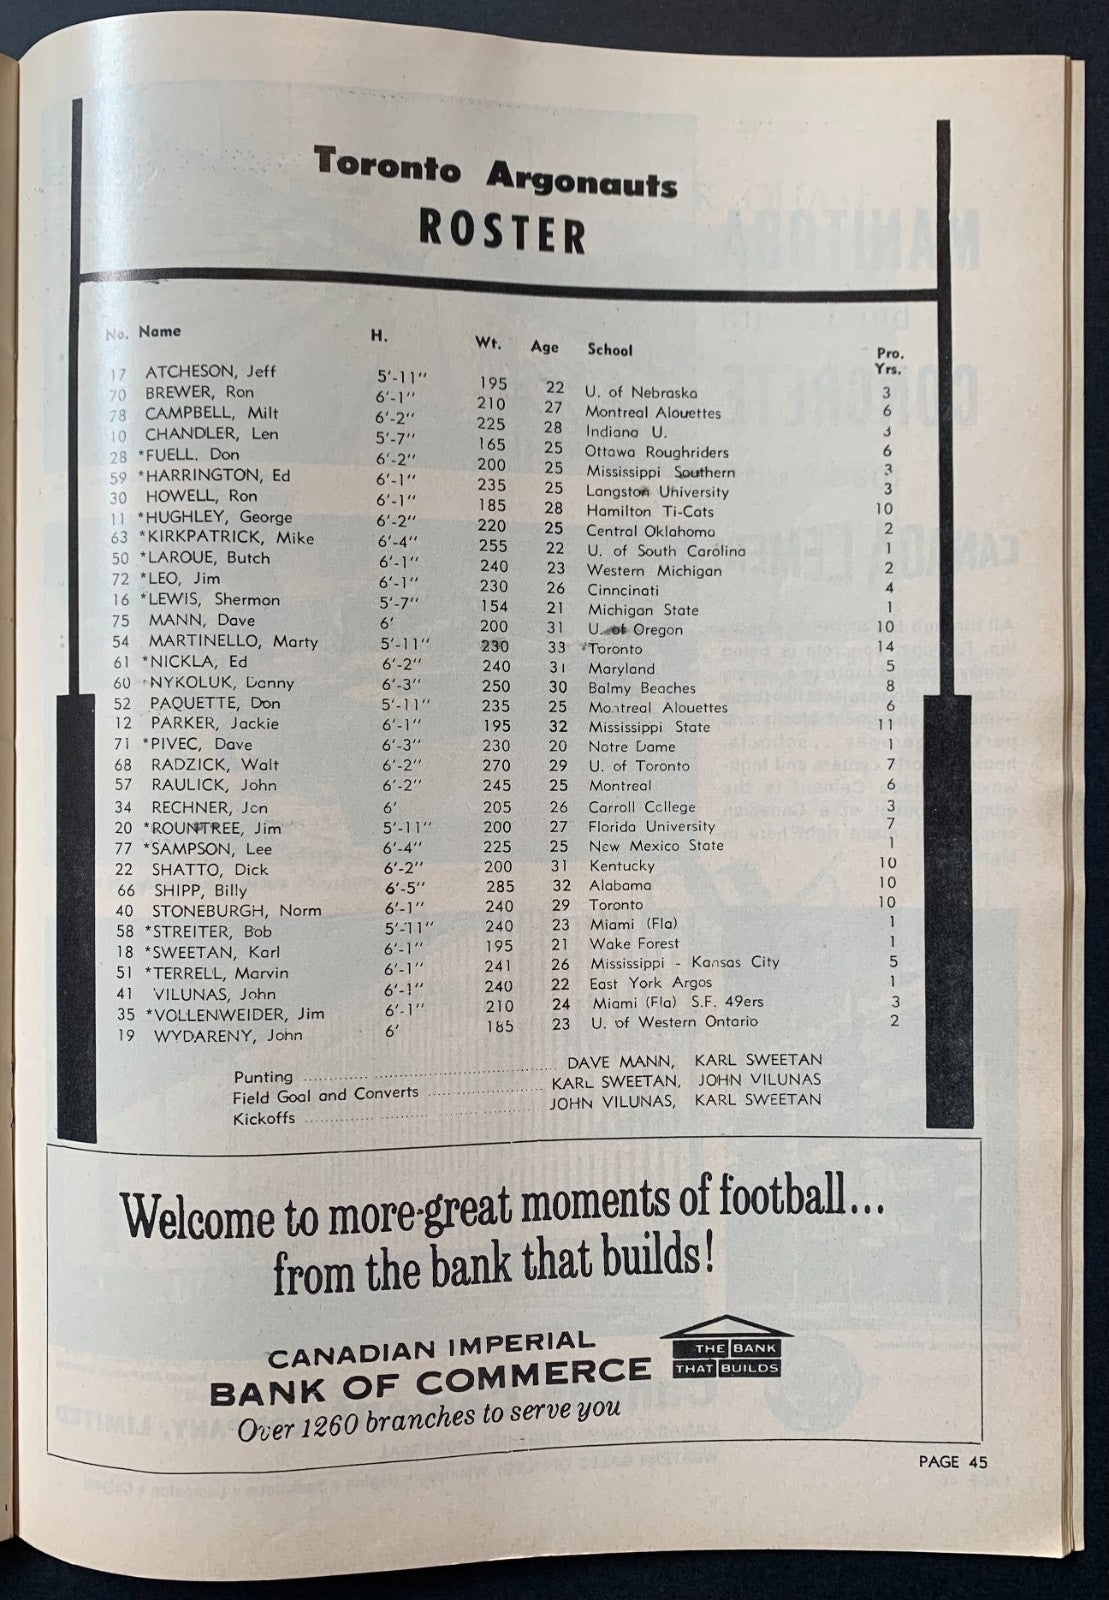 Toronto Argonauts
ROSTER
No. Name H. Wt. Age School Pro. Yrs.
17 ATCHESON, Jeff 5'-11" 195 22 U. of Nebraska 3
70 BREWER, Ron 6'-1" 210 27 Montreal Alouettes 6
78 CAMPBELL, Milt 6'-2" 225 28 Indiana U. 3
10 CHANDLER, Len 5'-7" 165 25 Ottawa Roughriders 6
28 *FUELL. Don 6'-2" 200 25 Mississippi Southern 3
59 *HARRINGTON, Ed 6'-1" 235 25 Langston University 3
30 HOWELL, Ron 6'-1" 185 28 Hamilton Ti-Cats 10
11 *HUGHLEY, George 6'-2" 220 25 Central Oklahoma 2
63 *KIRKPATRICK, Mike 6'-4" 255 22 U. of South Carolina 1
50 *LAROUE, Butch 6'-1" 240 23 Western Michigan 2
72 *LEO, Jim 6'-1" 230 26 Cinncinati 4
16 *LEWIS, Sherman 5'-7" 154 21 Michigan State 1
75 MANN, Dave 6' 200 31 U. of Oregon 10
54 MARTINELLO, Marty 5'-11" 230 33 Toronto 14
61 *NICKLA, Ed 6'-2" 240 31 Maryland 5
60 NYKOLUK, Danny 6'-3" 250 30 Balmy Beaches 8
52 PAQUETTE, Don 5'-11" 235 25 Montreal Alouettes 6
12 PARKER, Jackie 6'-1" 195 32 Mississippi State 11
71 *PIVEC, Dave 6'-3" 230 20 Notre Dame 1
68 RADZICK, Walt 6'-2" 270 29 U. of Toronto 7
57 RAULICK, John 6'-2" 245 25 Montreal 6
34 RECHNER, Jon 6' 205 26 Carroll College 3
20 *ROUNTREE, Jim 5'-11" 200 27 Florida University 7
77 *SAMPSON, Lee 6'-4" 225 25 New Mexico State 1
22 SHATTO, Dick 6'-2" 200 31 Kentucky 10
66 SHIPP, Billy 6'-5" 285 32 Alabama 10
40 STONEBURGH, Norm 6'-1" 240 29 Toronto 10
58 *STREITER, Bob 5'-11" 240 23 Miami (Fla) 1
18 *SWEETAN, Karl 6'-1" 195 21 Wake Forest 1
51 *TERRELL, Marvin 6'-1" 241 26 Mississippi - Kansas City 5
41 VILUNAS, John 6'-1" 240 22 East York Argos 1
35 *VOLLENWEIDER, Jim 6'-1" 210 24 Miami (Fla) S.F. 49ers 3
19 WYDARENY, John 6' 185 23 U. of Western Ontario 2
Punting ........ DAVE MANN, KARL SWEETAN
Field Goal and Converts ........ KARL SWEETAN, JOHN VILUNAS
Kickoffs ........ JOHN VILUNAS, KARL SWEETAN
Welcome to more-great moments of football...
from the bank that builds!
CANADIAN IMPERIAL
BANK OF COMMERCE
THE BANK
THAT BUILDS
Over 1260 branches to serve you
PAGE 45